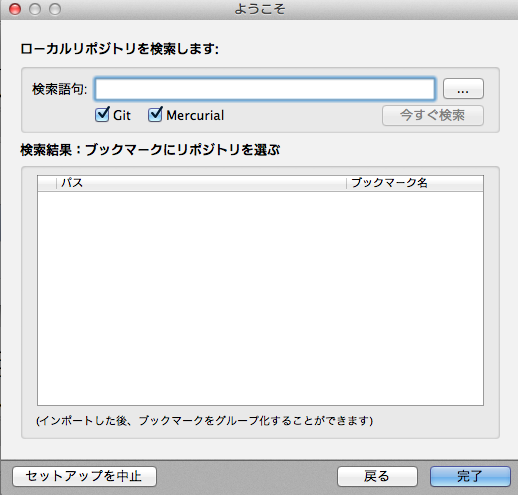 ようこそ
ローカルリポジトリを検索します:
検索語句:
...
Git
Mercurial
今すぐ検索
検索結果：ブックマークにリポジトリを選ぶ
パス
ブックマーク名
(インポートした後、ブックマークをグループ化することができます)
セットアップを中止
戻る
完了